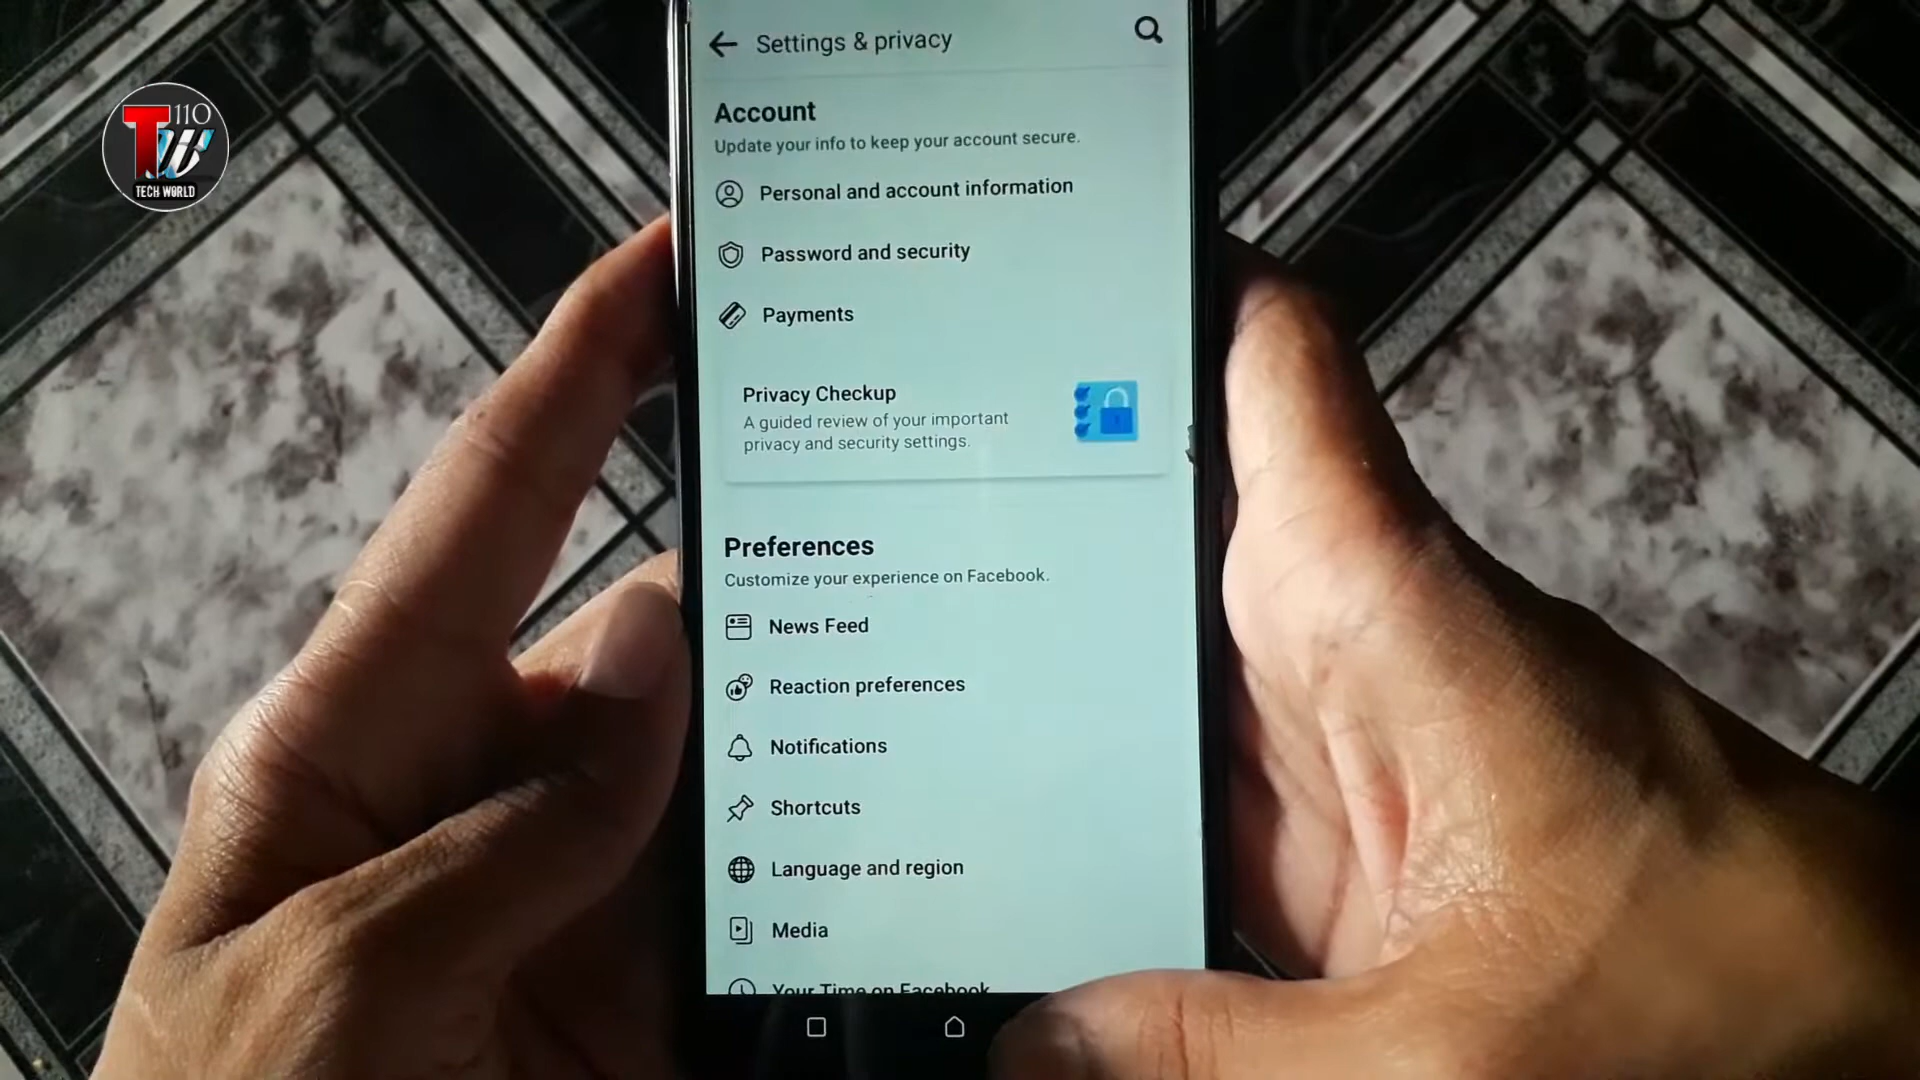 T 110
W
TECH WORLD
Settings & privacy
Account
Update your info to keep your account secure.
Personal and account information
Password and security
Payments
Privacy Checkup
A guided review of your important
privacy and security settings.
Preferences
Customize your experience on Facebook.
News Feed
Reaction preferences
Notifications
Shortcuts
Language and region
Media
Your Time on Facebook